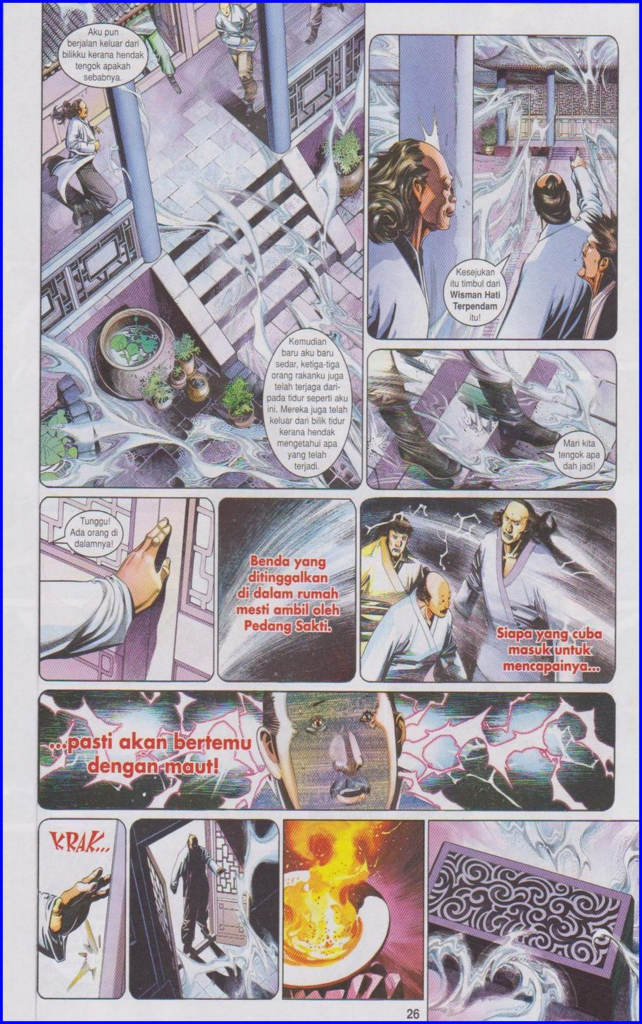 Aku pun
berjalan keluar dari
bilikku kerana hendak
tengok apakah
sebabnya.
Kemudian
baru aku baru
sedar, ketiga-tiga
orang rakanku juga
telah terjaga dari-
pada tidur seperti aku
ini. Mereka juga telah
keluar dari bilik tidur
kerana hendak
mengetahui apa
yang telah
terjadi.
Kesejukan
itu timbul dari
Wisman Hati
Terpendam
itu!
Mari kita
tengok apa
dah jadi!
Tunggu!
Ada orang di
dalamnya!
Benda yang
ditinggalkan
di dalam rumah
mesti ambil oleh
Pedang Sakti.
Siapa yang cuba
masuk untuk
mencapainya...
...pasti akan bertemu
dengan maut!
KRAK...
26